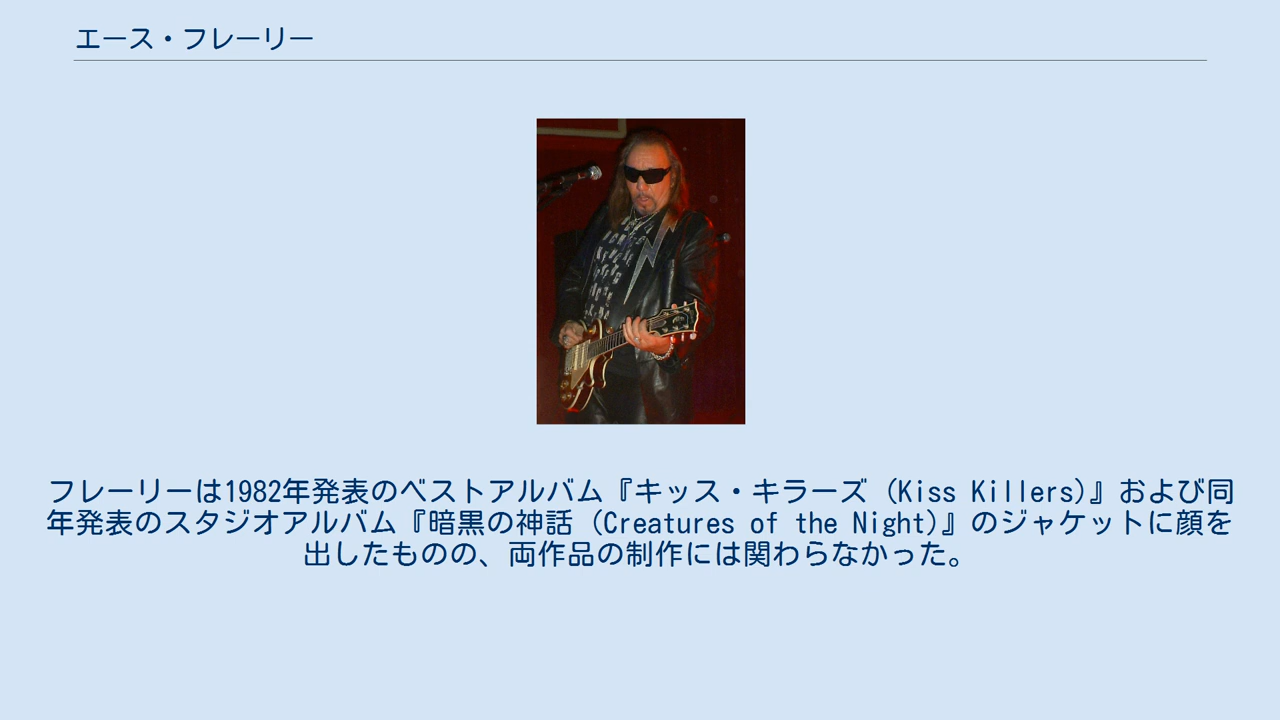 エース・フレーリー
フレーリーは1982年発表のベストアルバム『キッス・キラーズ (Kiss Killers)』および同
年発表のスタジオアルバム『暗黒の神話 (Creatures of the Night)』のジャケットに顔を
出したものの、両作品の制作には関わらなかった。